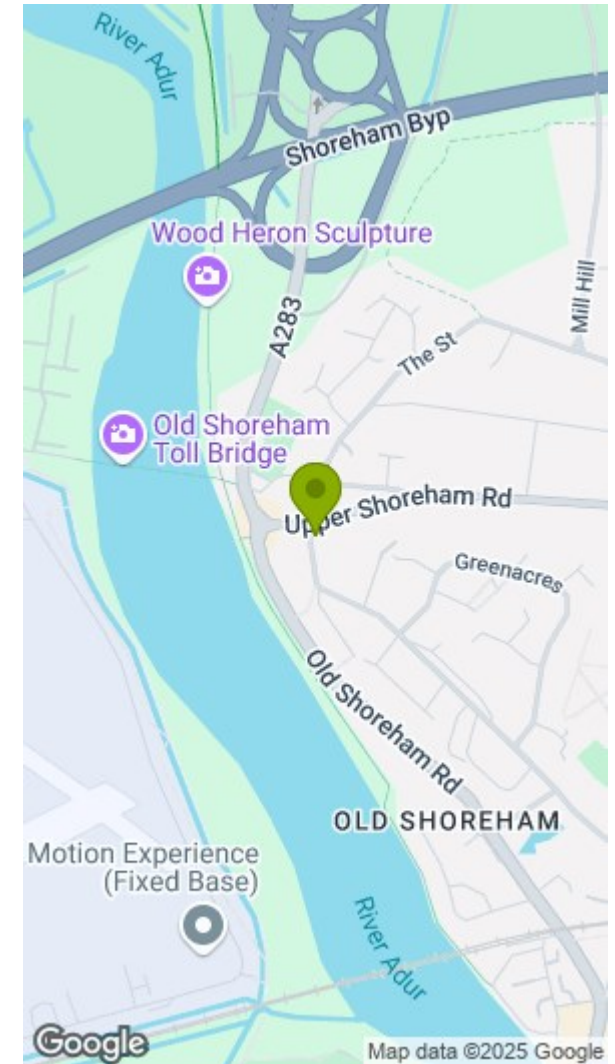 River Adur
Shoreham Byp
Wood Heron Sculpture
Mill Hill
A283
The St
Old Shoreham
Toll Bridge
Upper Shoreham Rd
Greenacres
Old Shoreham Rd
OLD SHOREHAM
Motion Experience
(Fixed Base)
River Adur
Google
Map data ©2025 Google